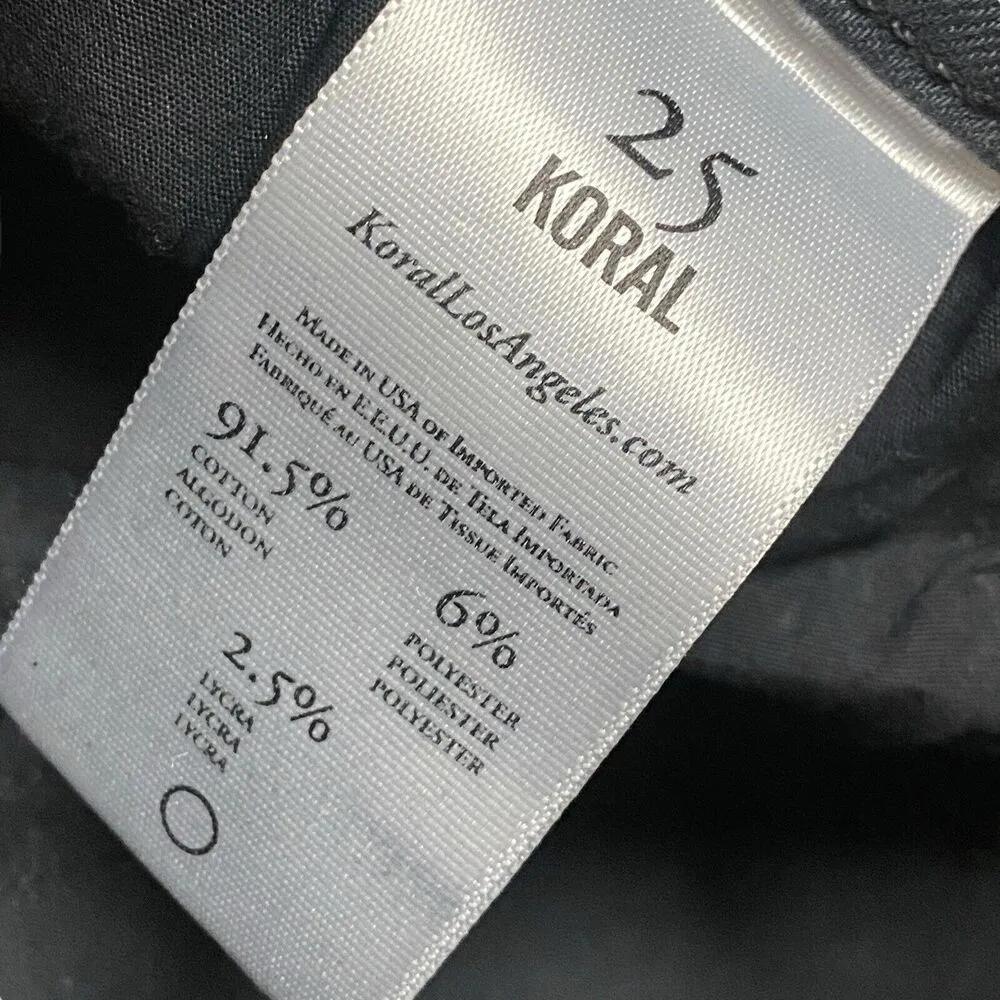 25
KORAL
KoralLosAngeles.com
MADE IN USA OF IMPORTED FABRIC
HECHO EN E.E.U.U. DE TELA IMPORTADA
FABRIQUÉ AU USA DE TISSUE IMPORTÉS
91.5%
COTTON
ALGODON
COTON
6%
POLYESTER
POLIESTER
POLYESTER
2.5%
LYCRA
LYCRA
LYCRA